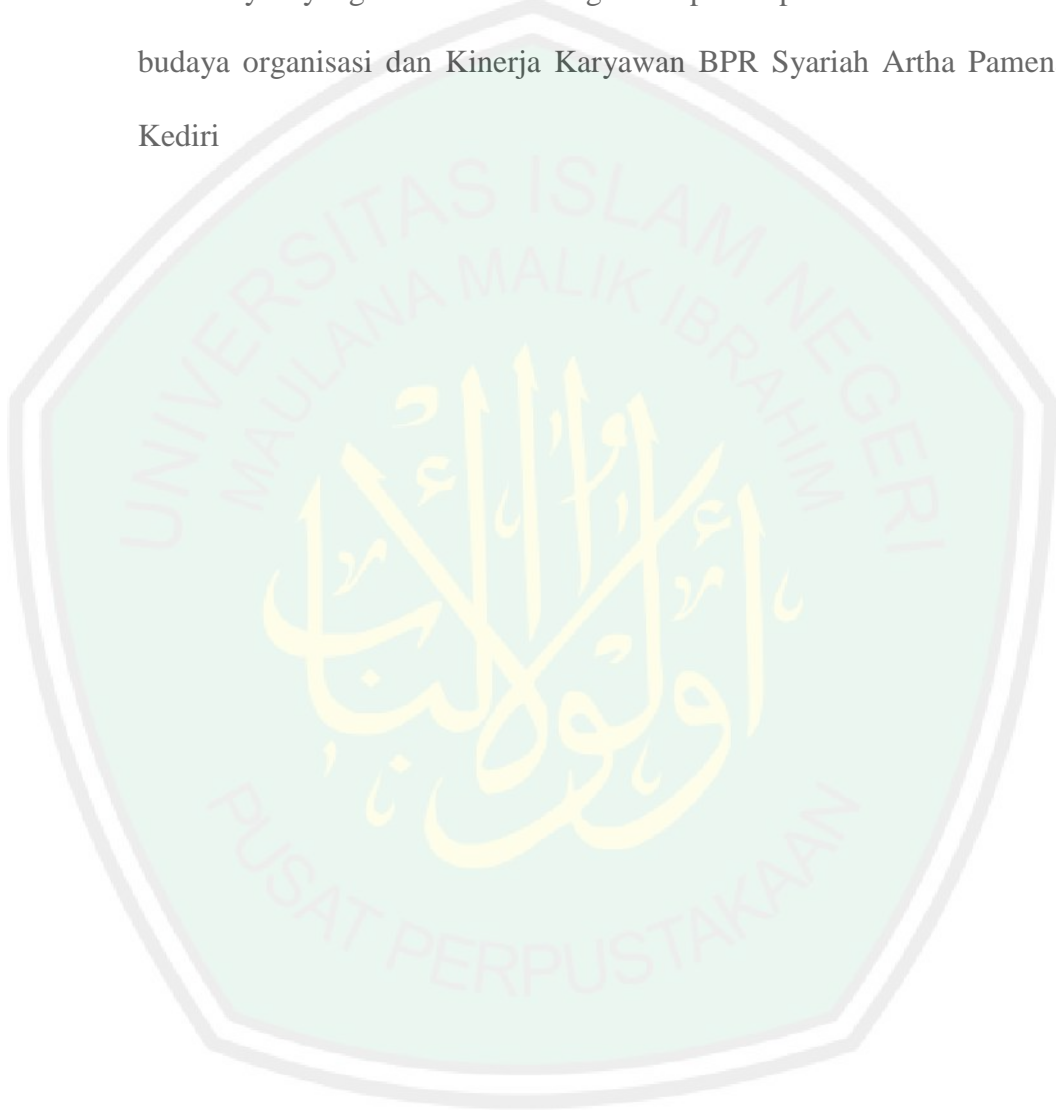 budaya organisasi dan Kinerja Karyawan BPR Syariah Artha Pamen
Kediri
UNIVERSITAS ISLAM NEGERI
MAULANA MALIK IBRAHIM
أولوا الألباب
PUSAT PERPUSTAKAAN